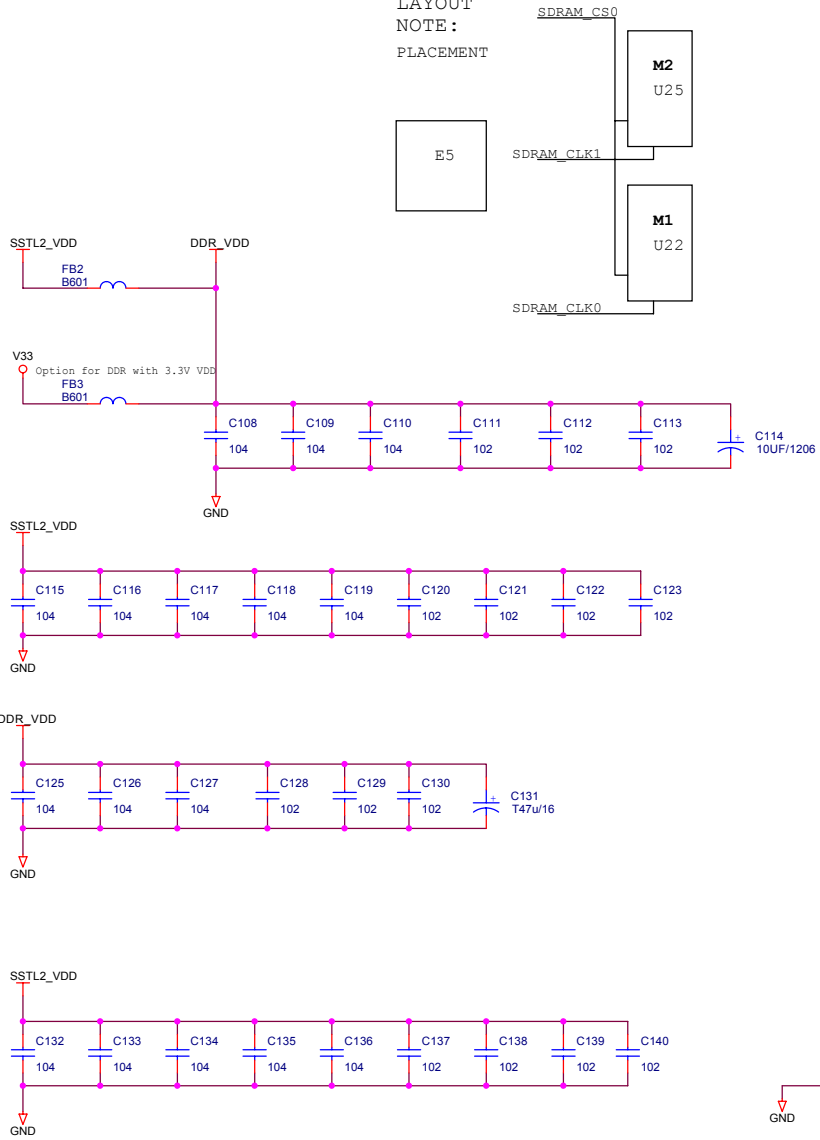 LAYOUT
NOTE:
PLACEMENT
SDRAM_CS0
M2
U25
E5
SDRAM_CLK1
M1
U22
SDRAM_CLK0
SSTL2_VDD
DDR_VDD
FB2
B601
V33
Option for DDR with 3.3V VDD
FB3
B601
C108
104
C109
104
C110
104
C111
102
C112
102
C113
102
C114
10UF/1206
GND
SSTL2_VDD
C115
104
C116
104
C117
104
C118
104
C119
104
C120
102
C121
102
C122
102
C123
102
GND
DDR_VDD
C125
104
C126
104
C127
104
C128
102
C129
102
C130
102
C131
T47u/16
GND
SSTL2_VDD
C132
104
C133
104
C134
104
C135
104
C136
104
C137
102
C138
102
C139
102
C140
102
GND
GND